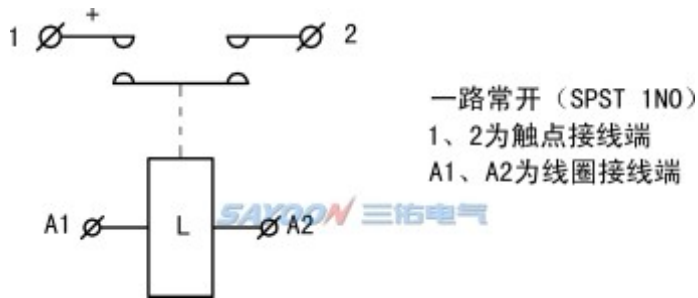 1 + 2
一路常开（SPST 1NO）
1、2为触点接线端
A1、A2为线圈接线端
A1 L A2
SAYOON 三佑电气